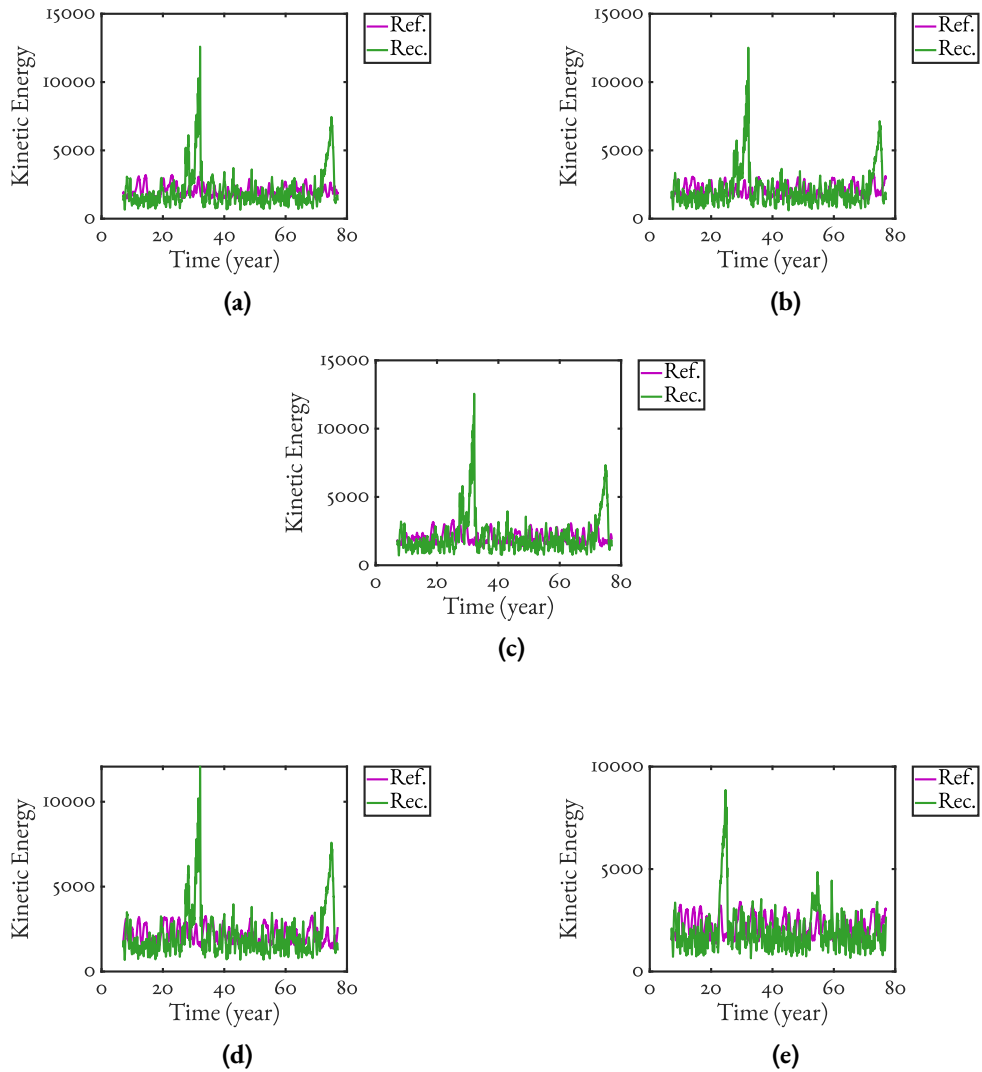 15000
10000
5000
0
Kinetic Energy
0 20 40 60 80
Time (year)
Ref.
Rec.
(a)
15000
10000
5000
0
Kinetic Energy
0 20 40 60 80
Time (year)
Ref.
Rec.
(b)
15000
10000
5000
0
Kinetic Energy
0 20 40 60 80
Time (year)
Ref.
Rec.
(c)
10000
5000
0
Kinetic Energy
0 20 40 60 80
Time (year)
Ref.
Rec.
(d)
10000
5000
0
Kinetic Energy
0 20 40 60 80
Time (year)
Ref.
Rec.
(e)